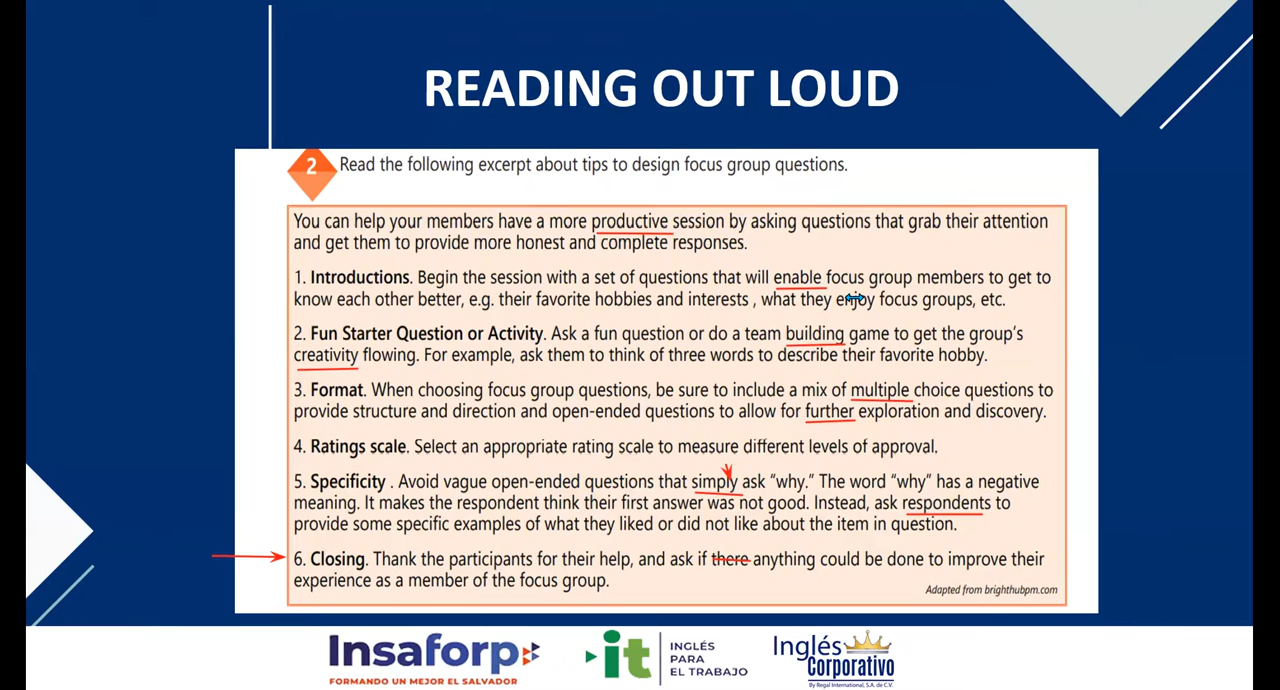 READING OUT LOUD
2 Read the following excerpt about tips to design focus group questions.
You can help your members have a more productive session by asking questions that grab their attention
and get them to provide more honest and complete responses.
1. Introductions. Begin the session with a set of questions that will enable focus group members to get to
know each other better, e.g. their favorite hobbies and interests , what they enjoy focus groups, etc.
2. Fun Starter Question or Activity. Ask a fun question or do a team building game to get the group's
creativity flowing. For example, ask them to think of three words to describe their favorite hobby.
3. Format. When choosing focus group questions, be sure to include a mix of multiple choice questions to
provide structure and direction and open-ended questions to allow for further exploration and discovery.
4. Ratings scale. Select an appropriate rating scale to measure different levels of approval.
5. Specificity . Avoid vague open-ended questions that simply ask “why.” The word “why” has a negative
meaning. It makes the respondent think their first answer was not good. Instead, ask respondents to
provide some specific examples of what they liked or did not like about the item in question.
6. Closing. Thank the participants for their help, and ask if there anything could be done to improve their
experience as a member of the focus group.
Adapted from brighthubpm.com
Insaforp
FORMANDO UN MEJOR EL SALVADOR
it
INGLÉS
PARA
EL TRABAJO
Inglés
Corporativo
By Regal International, S.A. de C.V.